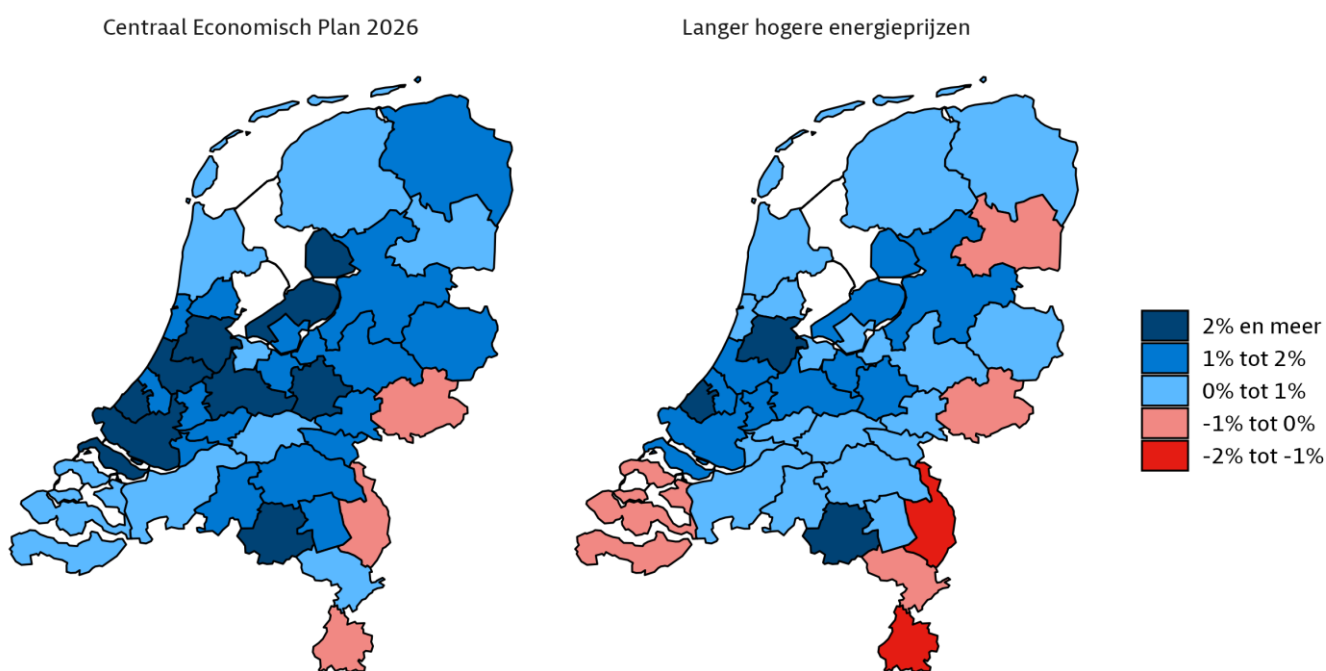 Centraal Economisch Plan 2026
Langer hogere energieprijzen
2% en meer
1% tot 2%
0% tot 1%
-1% tot 0%
-2% tot -1%